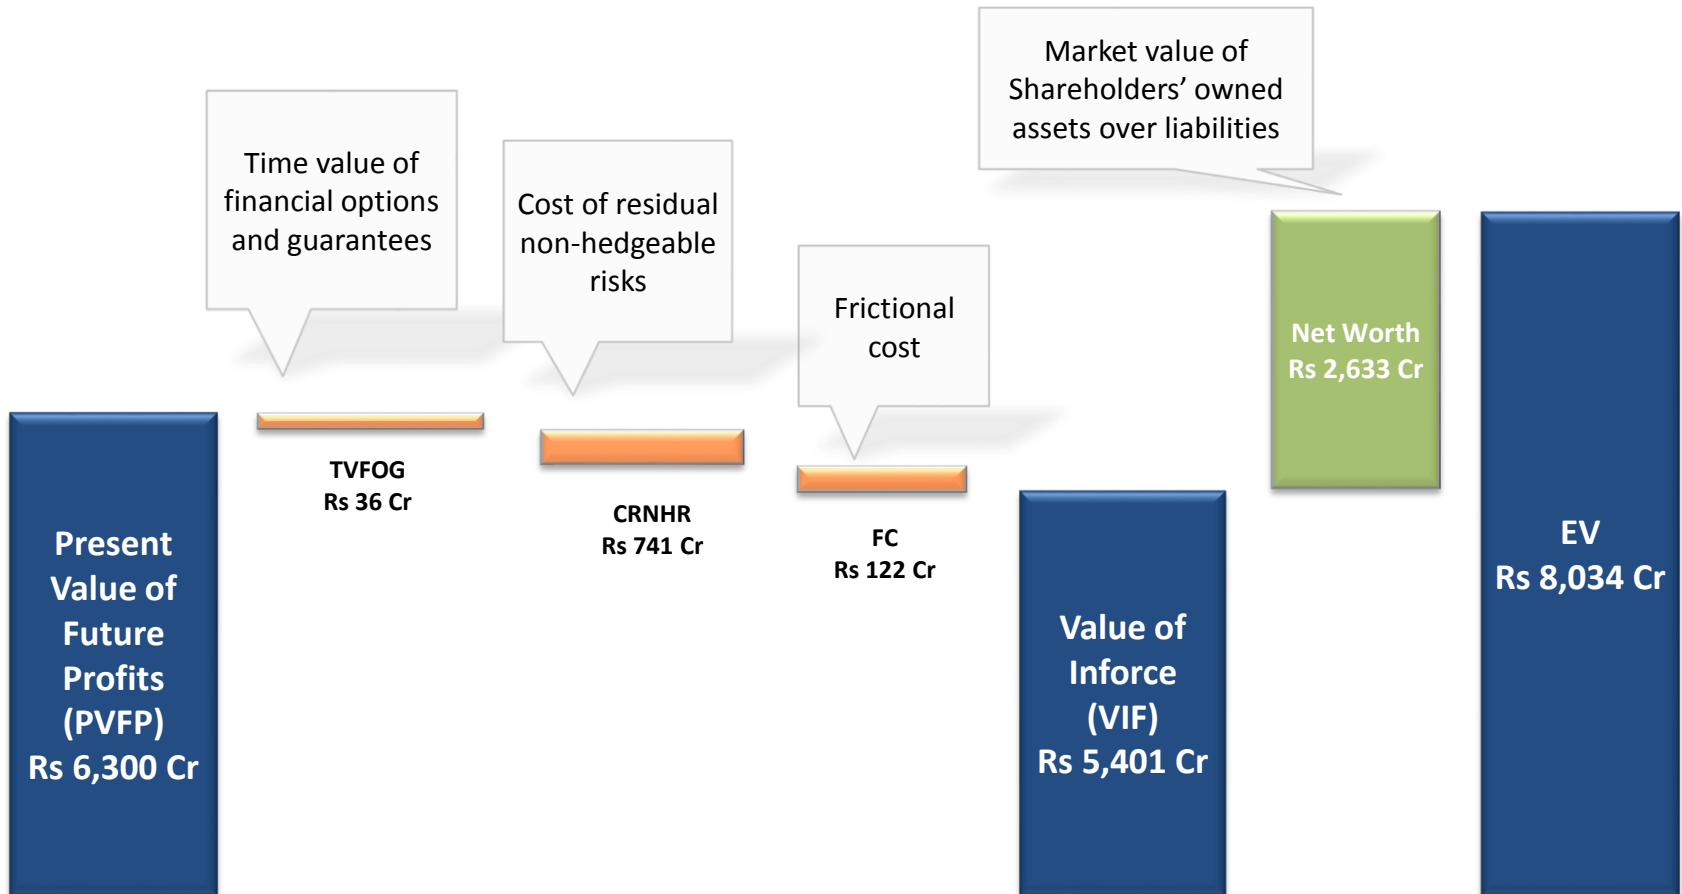 Time value of
financial options
and guarantees
Cost of residual
non-hedgeable
risks
Frictional
cost
Market value of
Shareholders’ owned
assets over liabilities
Present
Value of
Future
Profits
(PVFP)
Rs 6,300 Cr
TVFOG
Rs 36 Cr
CRNHR
Rs 741 Cr
FC
Rs 122 Cr
Value of
Inforce
(VIF)
Rs 5,401 Cr
Net Worth
Rs 2,633 Cr
EV
Rs 8,034 Cr